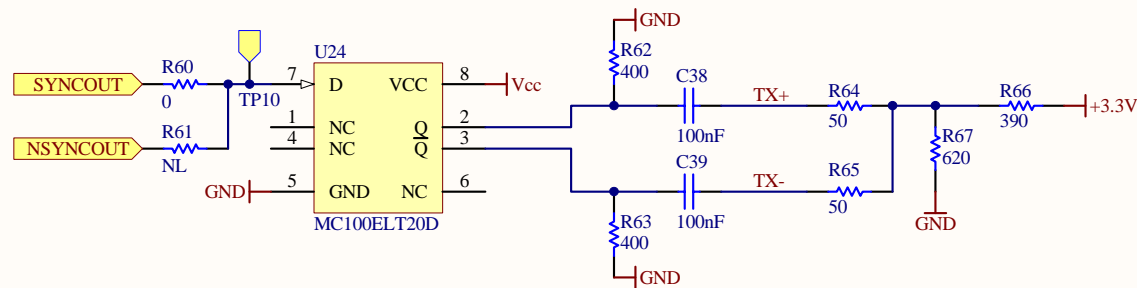 GND
U24
R62
400
R60
SYNCOUT
0
TP10
7
D
VCC
8
Vcc
C38
100nF
TX+
R64
50
R66
390
+3.3V
R61
NSYNCOUT
NL
1
NC
4
NC
Q
2
Q
3
C39
100nF
TX-
R65
50
R67
620
GND
GND
5
GND
NC
6
MC100ELT20D
R63
400
GND